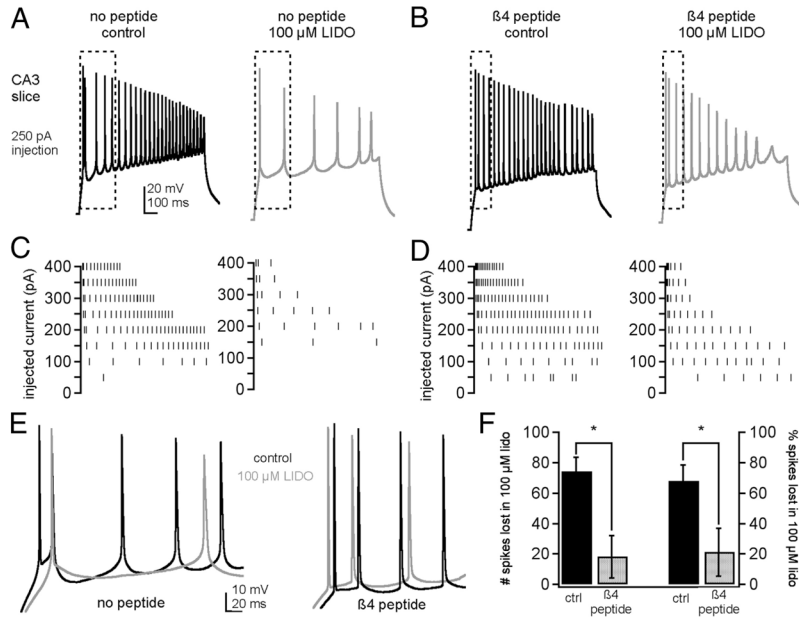 A
no peptide
control
no peptide
100 µM LIDO
CA3
slice
250 pA
injection
20 mV
100 ms
B
ß4 peptide
control
ß4 peptide
100 µM LIDO
C
injected current (pA)
400
300
200
100
0
400
300
200
100
0
D
injected current (pA)
400
300
200
100
0
400
300
200
100
0
E
control
100 µM LIDO
no peptide
10 mV
20 ms
ß4 peptide
F
# spikes lost in 100 µM lido
100
80
60
40
20
0
*
*
100
80
60
40
20
0
% spikes lost in 100 µM lido
ctrl
ß4
peptide
ctrl
ß4
peptide